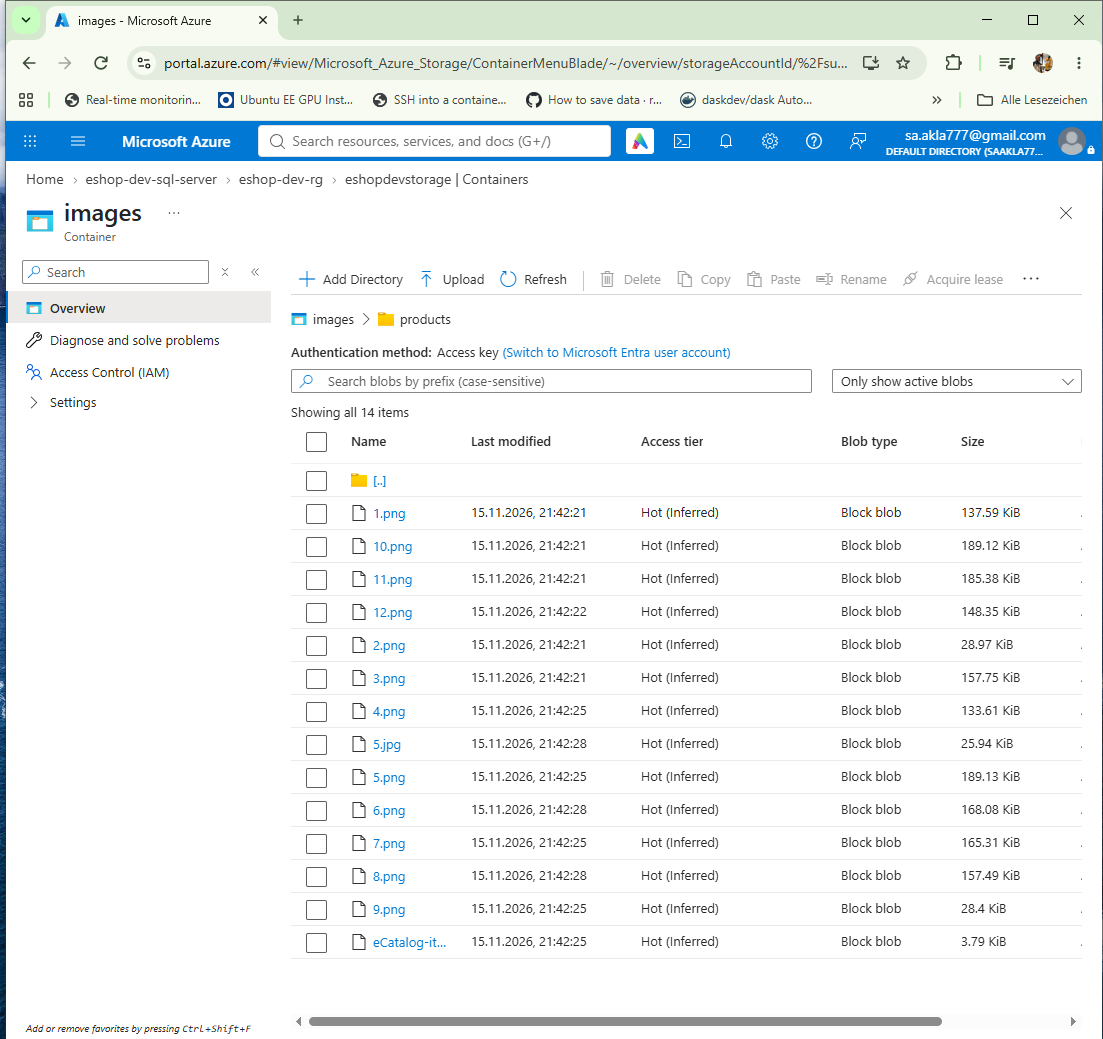 images - Microsoft Azure
portal.azure.com/#view/Microsoft_Azure_Storage/ContainerMenuBlade/~/overview/storageAccountId/%2Fsu...
Real-time monitorin... Ubuntu EE GPU Inst... SSH into a containe... How to save data · r... daskdev/dask Auto... » Alle Lesezeichen
Microsoft Azure Search resources, services, and docs (G+/) sa.akla777@gmail.com
DEFAULT DIRECTORY (SAAKLA77...
Home > eshop-dev-sql-server > eshop-dev-rg > eshopdevstorage | Containers
images ...
Container
Search
Overview
Diagnose and solve problems
Access Control (IAM)
Settings
Add Directory Upload Refresh Delete Copy Paste Rename Acquire lease ...
images > products
Authentication method: Access key (Switch to Microsoft Entra user account)
Search blobs by prefix (case-sensitive) Only show active blobs
Showing all 14 items
Name Last modified Access tier Blob type Size
[..]
1.png 15.11.2026, 21:42:21 Hot (Inferred) Block blob 137.59 KiB
10.png 15.11.2026, 21:42:21 Hot (Inferred) Block blob 189.12 KiB
11.png 15.11.2026, 21:42:21 Hot (Inferred) Block blob 185.38 KiB
12.png 15.11.2026, 21:42:22 Hot (Inferred) Block blob 148.35 KiB
2.png 15.11.2026, 21:42:21 Hot (Inferred) Block blob 28.97 KiB
3.png 15.11.2026, 21:42:21 Hot (Inferred) Block blob 157.75 KiB
4.png 15.11.2026, 21:42:25 Hot (Inferred) Block blob 133.61 KiB
5.jpg 15.11.2026, 21:42:28 Hot (Inferred) Block blob 25.94 KiB
5.png 15.11.2026, 21:42:25 Hot (Inferred) Block blob 189.13 KiB
6.png 15.11.2026, 21:42:28 Hot (Inferred) Block blob 168.08 KiB
7.png 15.11.2026, 21:42:25 Hot (Inferred) Block blob 165.31 KiB
8.png 15.11.2026, 21:42:28 Hot (Inferred) Block blob 157.49 KiB
9.png 15.11.2026, 21:42:25 Hot (Inferred) Block blob 28.4 KiB
eCatalog-it... 15.11.2026, 21:42:25 Hot (Inferred) Block blob 3.79 KiB
Add or remove favorites by pressing Ctrl+Shift+F